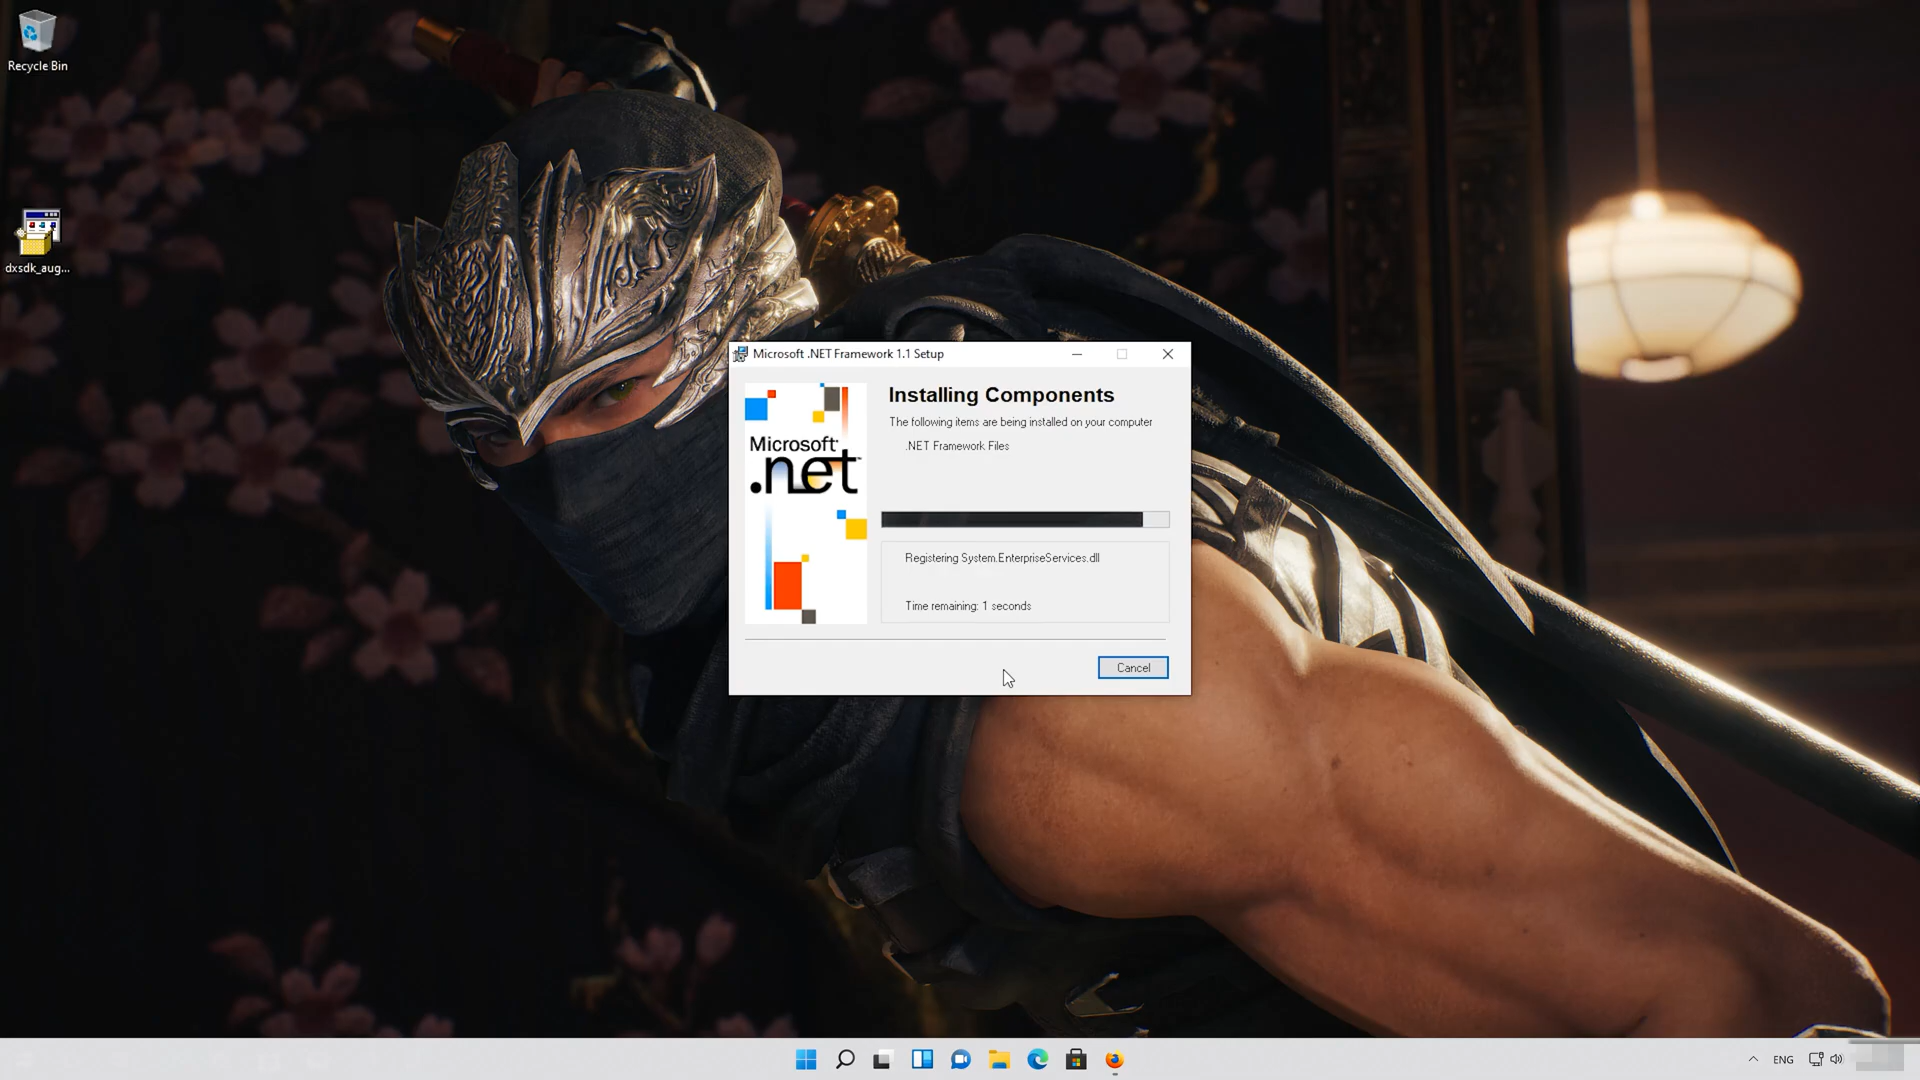 Recycle Bin
dxsdk_aug...
Microsoft .NET Framework 1.1 Setup
Installing Components
The following items are being installed on your computer
.NET Framework Files
Microsoft
.net
Registering System.EnterpriseServices.dll
Time remaining: 1 seconds
Cancel
ENG